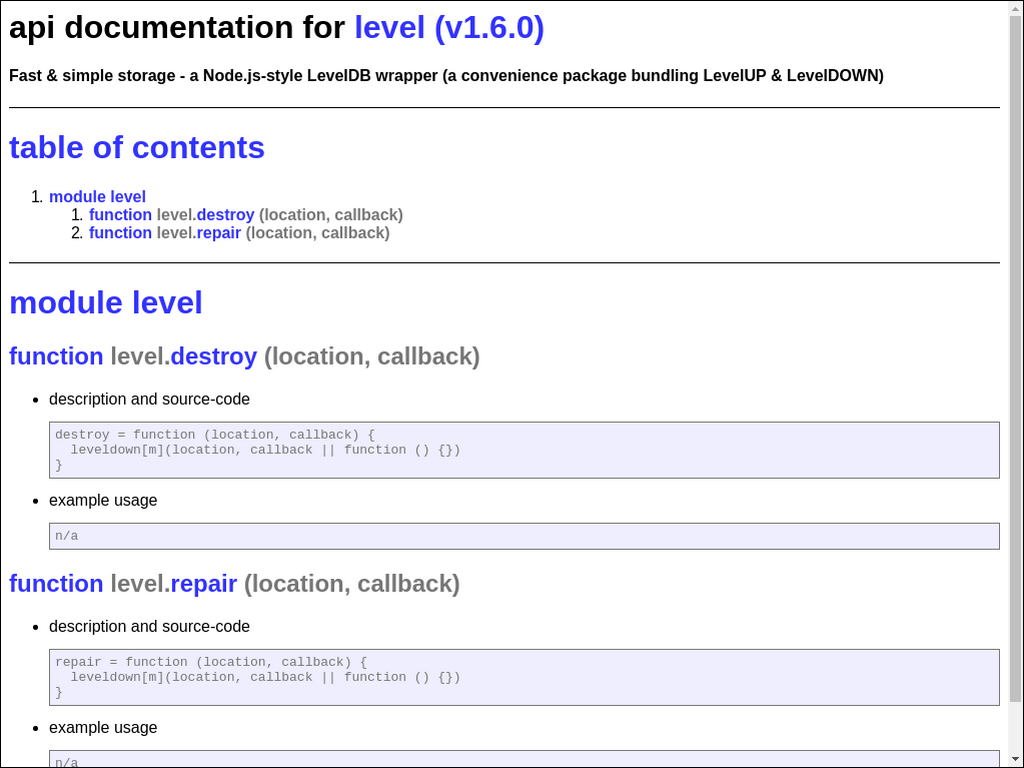 api documentation for level (v1.6.0)
Fast & simple storage - a Node.js-style LevelDB wrapper (a convenience package bundling LevelUP & LevelDOWN)
table of contents
1. module level
1. function level.destroy (location, callback)
2. function level.repair (location, callback)
module level
function level.destroy (location, callback)
• description and source-code
destroy = function (location, callback) {
  leveldown[m](location, callback || function () {})
}
• example usage
n/a
function level.repair (location, callback)
• description and source-code
repair = function (location, callback) {
  leveldown[m](location, callback || function () {})
}
• example usage
n/a